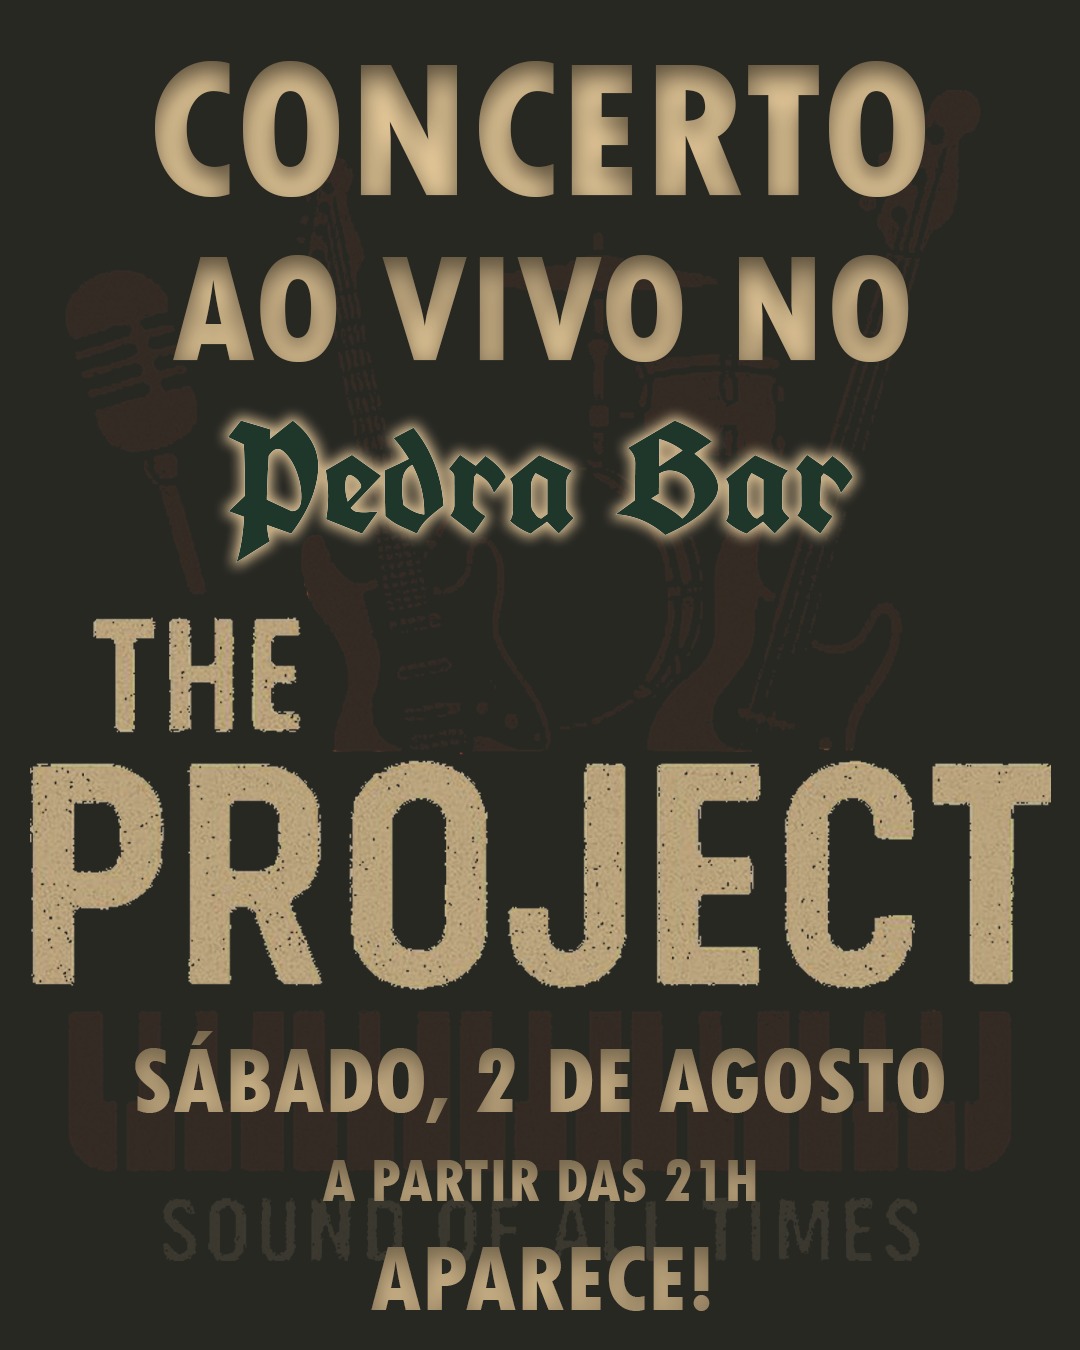 CONCERTO
AO VIVO NO
Pedra Bar
THE
PROJECT
SÁBADO, 2 DE AGOSTO
A PARTIR DAS 21H
SOUND OF ALL TIMES
APARECE!